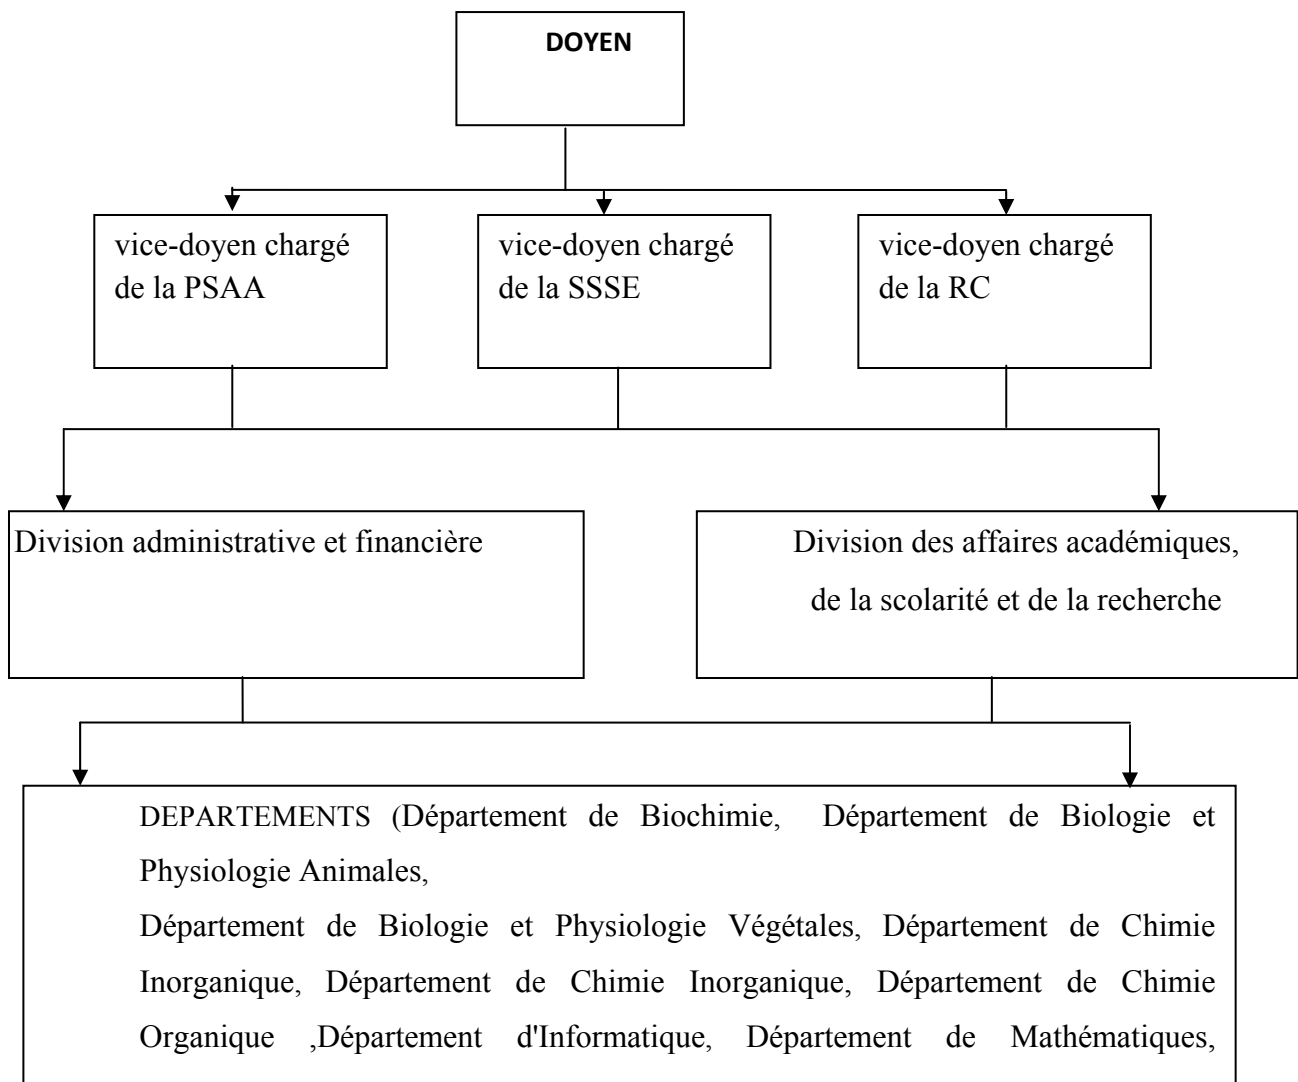 DOYEN
vice-doyen chargé
de la PSAA
vice-doyen chargé
de la SSSE
vice-doyen chargé
de la RC
Division administrative et financière
Division des affaires académiques,
de la scolarité et de la recherche
DEPARTEMENTS (Département de Biochimie, Département de Biologie et
Physiologie Animales,
Département de Biologie et Physiologie Végétales, Département de Chimie
Inorganique, Département de Chimie Inorganique, Département de Chimie
Organique ,Département d'Informatique, Département de Mathématiques,